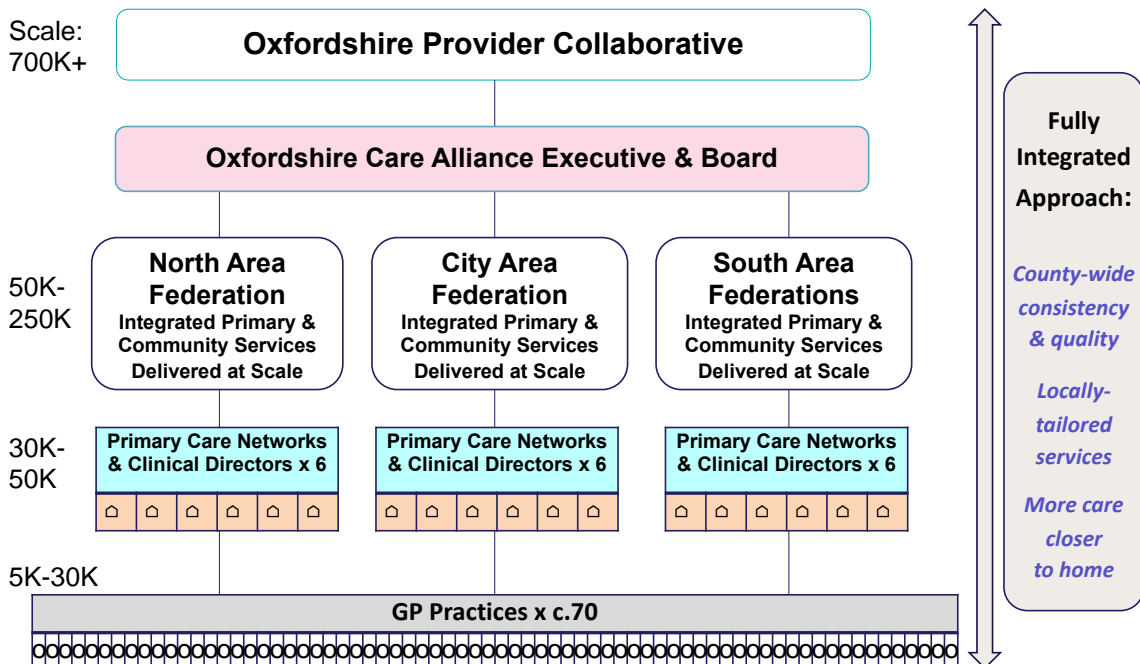 Scale:
700K+
Oxfordshire Provider Collaborative
Oxfordshire Care Alliance Executive & Board
50K-
250K
North Area
Federation
Integrated Primary &
Community Services
Delivered at Scale
City Area
Federation
Integrated Primary &
Community Services
Delivered at Scale
South Area
Federations
Integrated Primary &
Community Services
Delivered at Scale
30K-
50K
Primary Care Networks
& Clinical Directors x 6
Primary Care Networks
& Clinical Directors x 6
Primary Care Networks
& Clinical Directors x 6
5K-30K
GP Practices x c.70
OOOOOOOOOOOOOOOOOOOOOOOOOOOOOOOOOOOOOOOOOOOOOOOOOOOOOOOOOOOOOOOOOOOOOO
Fully
Integrated
Approach:
County-wide
consistency
& quality
Locally-
tailored
services
More care
closer
to home